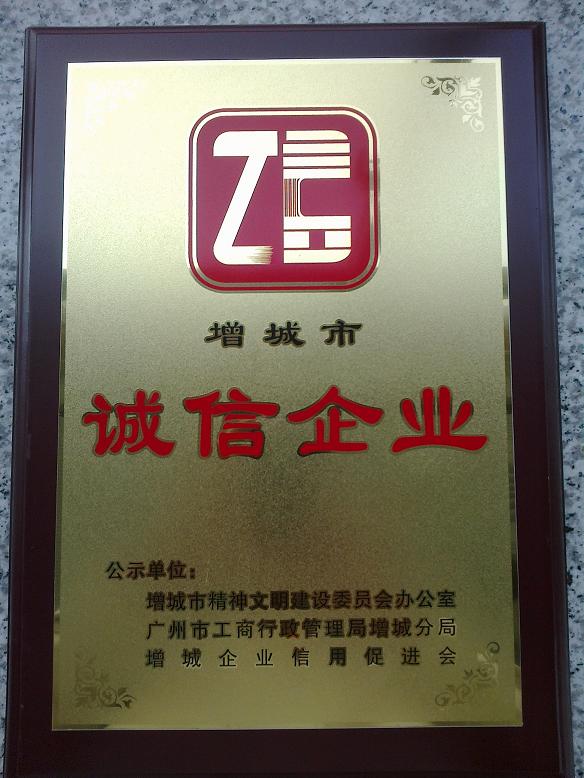 增城市
诚信企业
公示单位：
增城市精神文明建设委员会办公室
广州市工商行政管理局增城分局
增城企业信用促进会